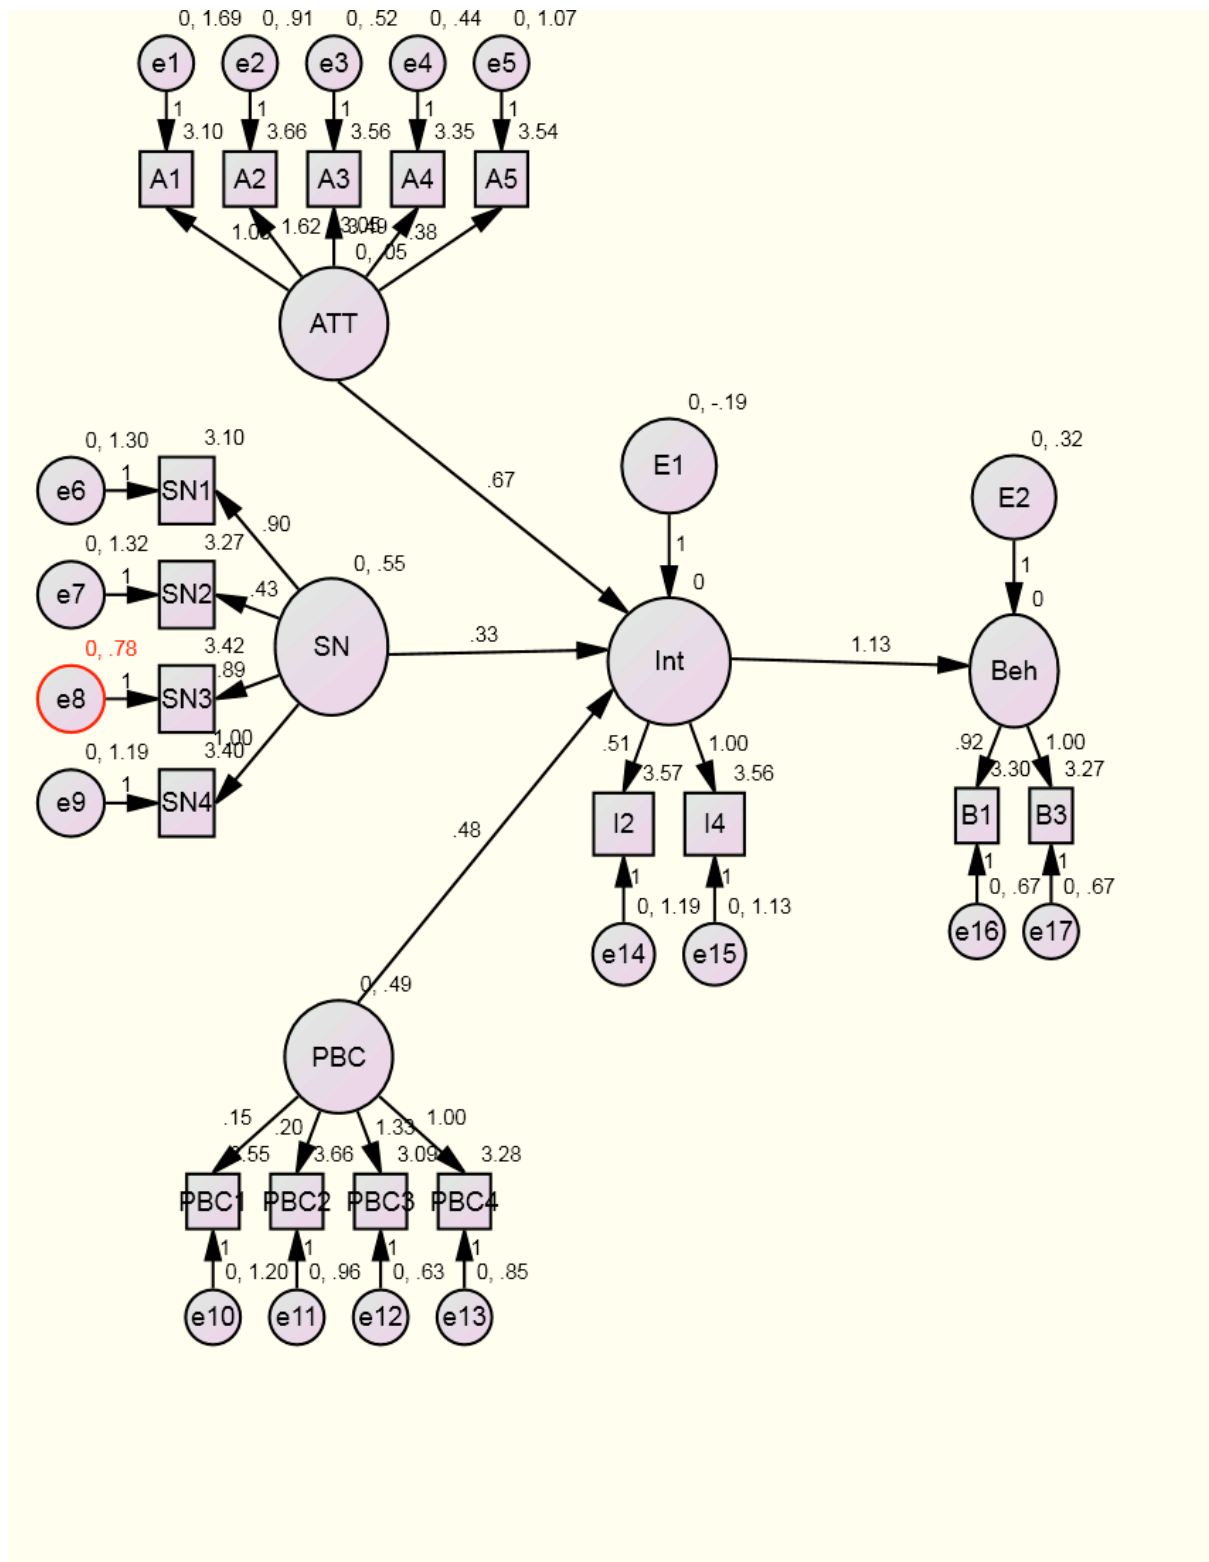 0, 1.69 0, .91 0, .52 0, .44 0, 1.07
e1 e2 e3 e4 e5
1 1 1 1 1
3.10 3.66 3.56 3.35 3.54
A1 A2 A3 A4 A5
1.62 3.05 3.49 .38
0, .05
ATT
.67
0, -.19
E1
1
0
0, .32
E2
1
0
0, 1.30 3.10
e6 1 SN1
.90
0, 1.32 3.27
e7 1 SN2
.43
0, .55
SN
.33
Int
1.13
Beh
0, .78 3.42
e8 1 SN3
.89
1.00
0, 1.19 3.40
e9 1 SN4
.51 1.00
3.57 3.56
I2 I4
1 1
0, 1.19 0, 1.13
e14 e15
.92 1.00
3.30 3.27
B1 B3
1 1
0, .67 0, .67
e16 e17
.48
0, .49
PBC
.15 .20 1.33 1.00
3.66 3.09 3.28
PBC1 PBC2 PBC3 PBC4
1 1 1 1
0, 1.20 0, .96 0, .63 0, .85
e10 e11 e12 e13